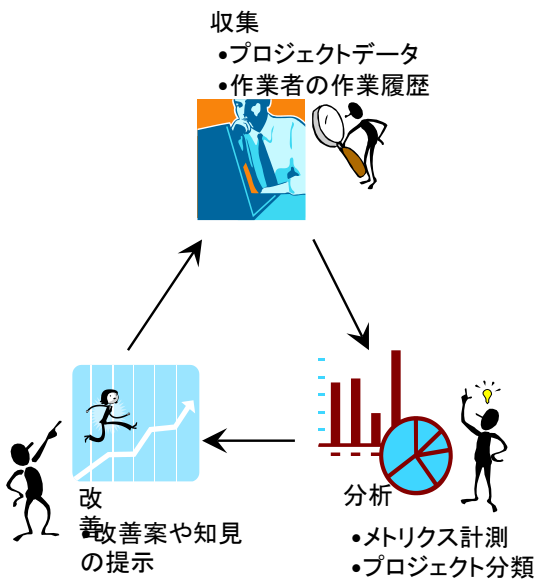 収集
•プロジェクトデータ
•作業者の作業履歴
分析
•メトリクス計測
•プロジェクト分類
改
善
•改善案や知見
の提示